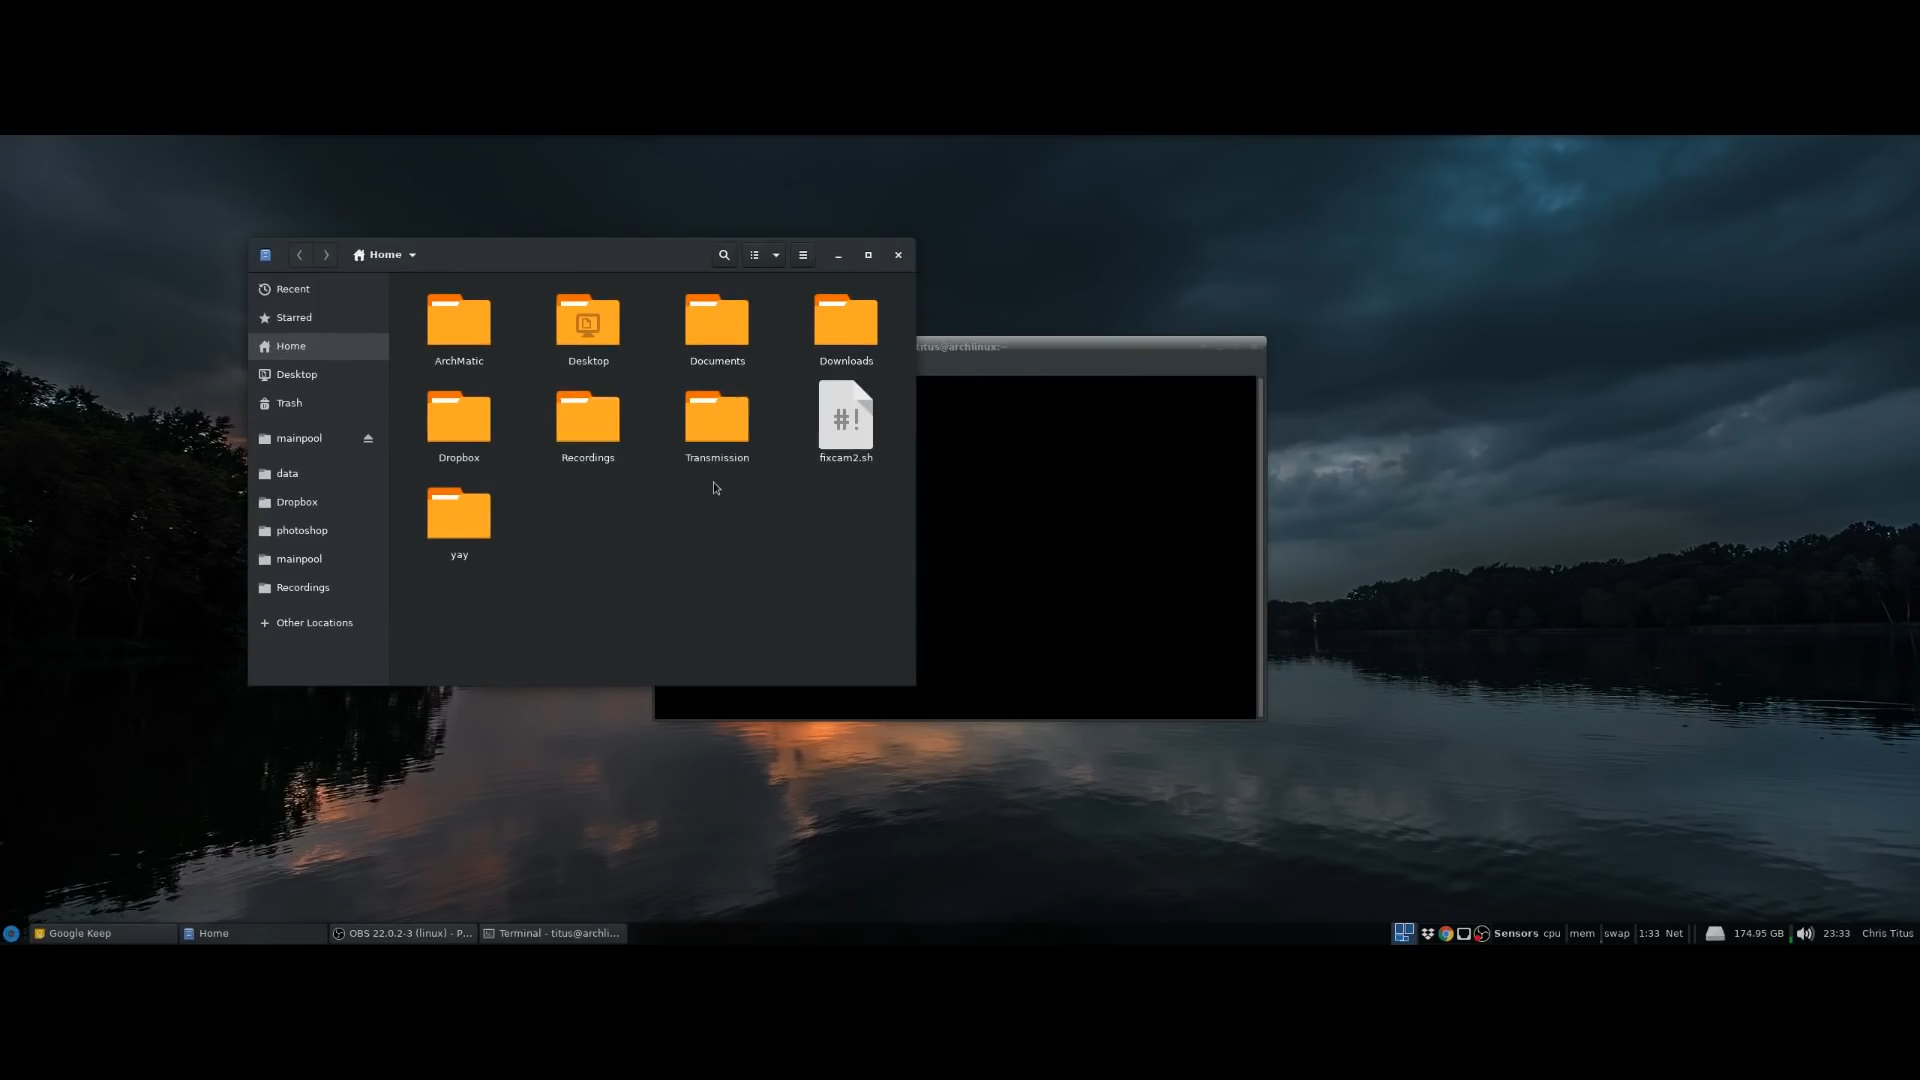 Home
Recent
Starred
Home
Desktop
Trash
mainpool
data
Dropbox
photoshop
mainpool
Recordings
Other Locations
ArchMatic
Desktop
Documents
Downloads
Dropbox
Recordings
Transmission
#!
fixcam2.sh
yay
titus@archlinux:~
Google Keep
Home
OBS 22.0.2-3 (linux) - P...
Terminal - titus@archli...
Sensors cpu mem swap 1:33 Net 174.95 GB 23:33 Chris Titus